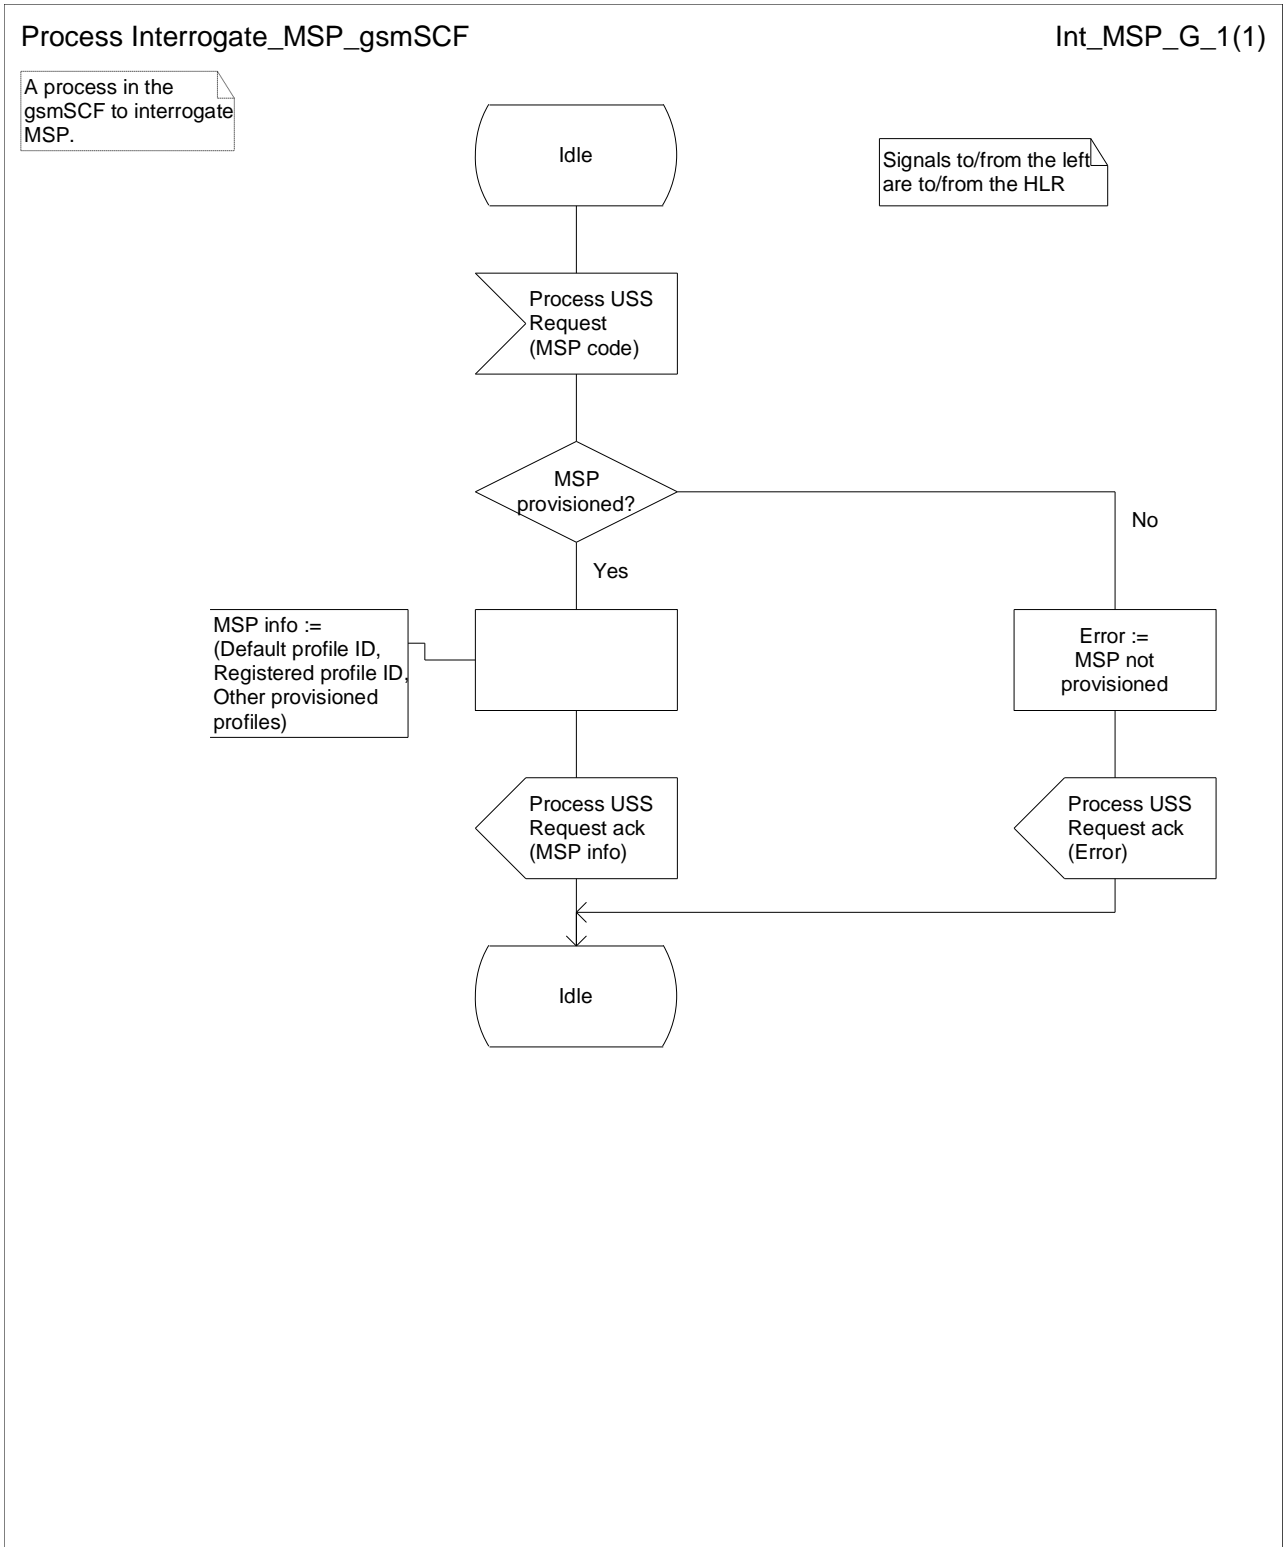 Process Interrogate_MSP_gsmSCF
Int_MSP_G_1(1)
A process in the
gsmSCF to interrogate
MSP.
Idle
Signals to/from the left
are to/from the HLR
Process USS
Request
(MSP code)
MSP
provisioned?
No
Yes
MSP info :=
(Default profile ID,
Registered profile ID,
Other provisioned
profiles)
Error :=
MSP not
provisioned
Process USS
Request ack
(MSP info)
Process USS
Request ack
(Error)
Idle